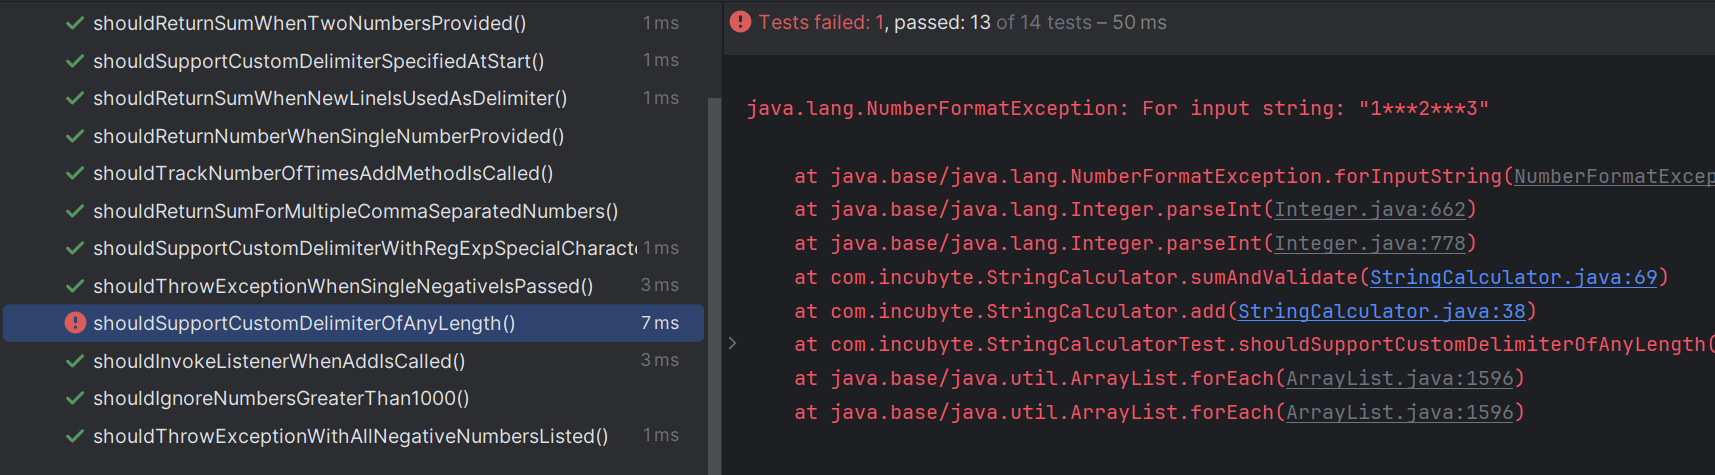 shouldReturnSumWhenTwoNumbersProvided() 1 ms
shouldSupportCustomDelimiterSpecifiedAtStart() 1 ms
shouldReturnSumWhenNewLineIsUsedAsDelimiter() 1 ms
shouldReturnNumberWhenSingleNumberProvided()
shouldTrackNumberOfTimesAddMethodIsCalled()
shouldReturnSumForMultipleCommaSeparatedNumbers()
shouldSupportCustomDelimiterWithRegExpSpecialCharacte 1 ms
shouldThrowExceptionWhenSingleNegativeIsPassed() 3 ms
shouldSupportCustomDelimiterOfAnyLength() 7 ms
shouldInvokeListenerWhenAddIsCalled() 3 ms
shouldIgnoreNumbersGreaterThan1000()
shouldThrowExceptionWithAllNegativeNumbersListed() 1 ms
Tests failed: 1, passed: 13 of 14 tests – 50 ms
java.lang.NumberFormatException: For input string: "1***2***3"
at java.base/java.lang.NumberFormatException.forInputString(NumberFormatExcep
at java.base/java.lang.Integer.parseInt(Integer.java:662)
at java.base/java.lang.Integer.parseInt(Integer.java:778)
at com.incubyte.StringCalculator.sumAndValidate(StringCalculator.java:69)
at com.incubyte.StringCalculator.add(StringCalculator.java:38)
at com.incubyte.StringCalculatorTest.shouldSupportCustomDelimiterOfAnyLength(
at java.base/java.util.ArrayList.forEach(ArrayList.java:1596)
at java.base/java.util.ArrayList.forEach(ArrayList.java:1596)